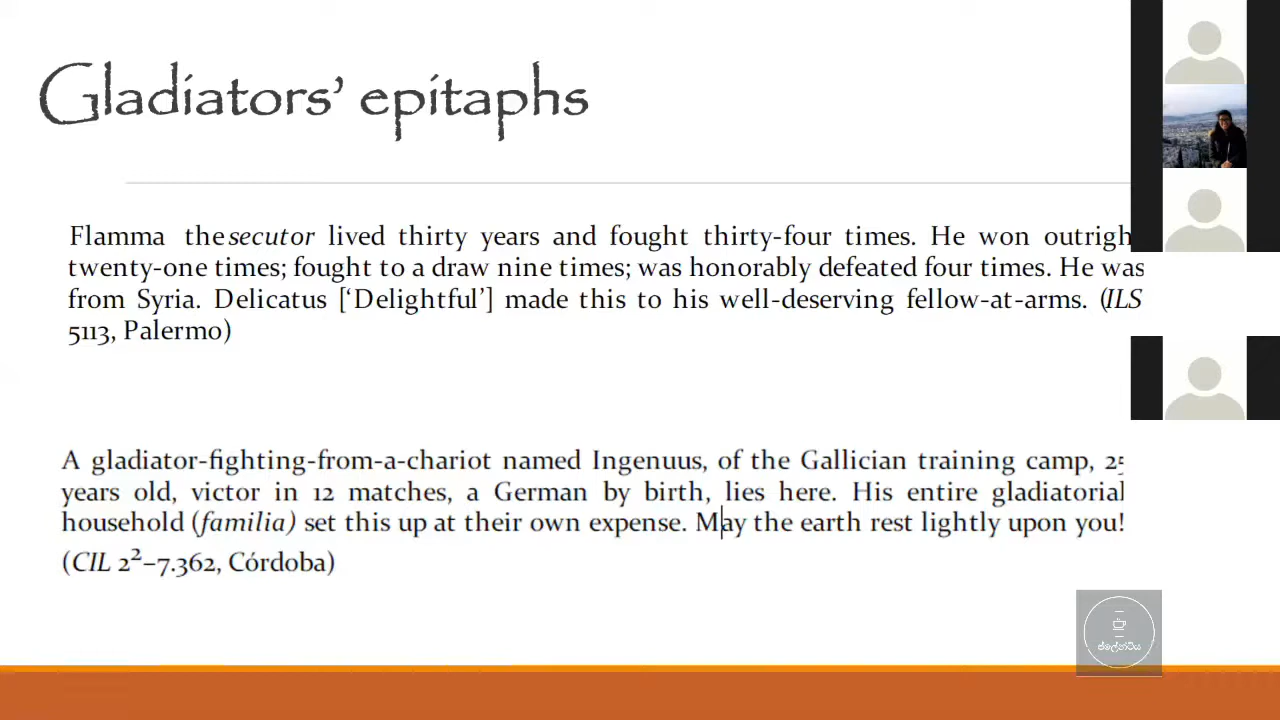 Gladiators' epitaphs
Flamma the secutor lived thirty years and fought thirty-four times. He won outrigh
twenty-one times; fought to a draw nine times; was honorably defeated four times. He was
from Syria. Delicatus [‘Delightful’] made this to his well-deserving fellow-at-arms. (ILS
5113, Palermo)
A gladiator-fighting-from-a-chariot named Ingenuus, of the Gallician training camp, 25
years old, victor in 12 matches, a German by birth, lies here. His entire gladiatorial
household (familia) set this up at their own expense. May the earth rest lightly upon you!
(CIL 2²–7.362, Córdoba)
ස්ලේන්ටිය